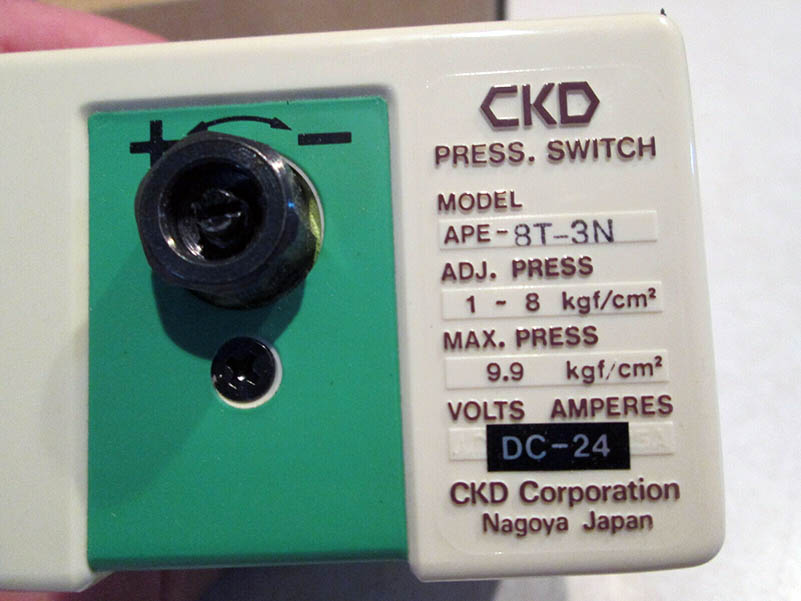 + −
CKD
PRESS. SWITCH
MODEL
APE-8T-3N
ADJ. PRESS
1 ~ 8 kgf/cm²
MAX. PRESS
9.9 kgf/cm²
VOLTS AMPERES
DC-24
CKD Corporation
Nagoya Japan